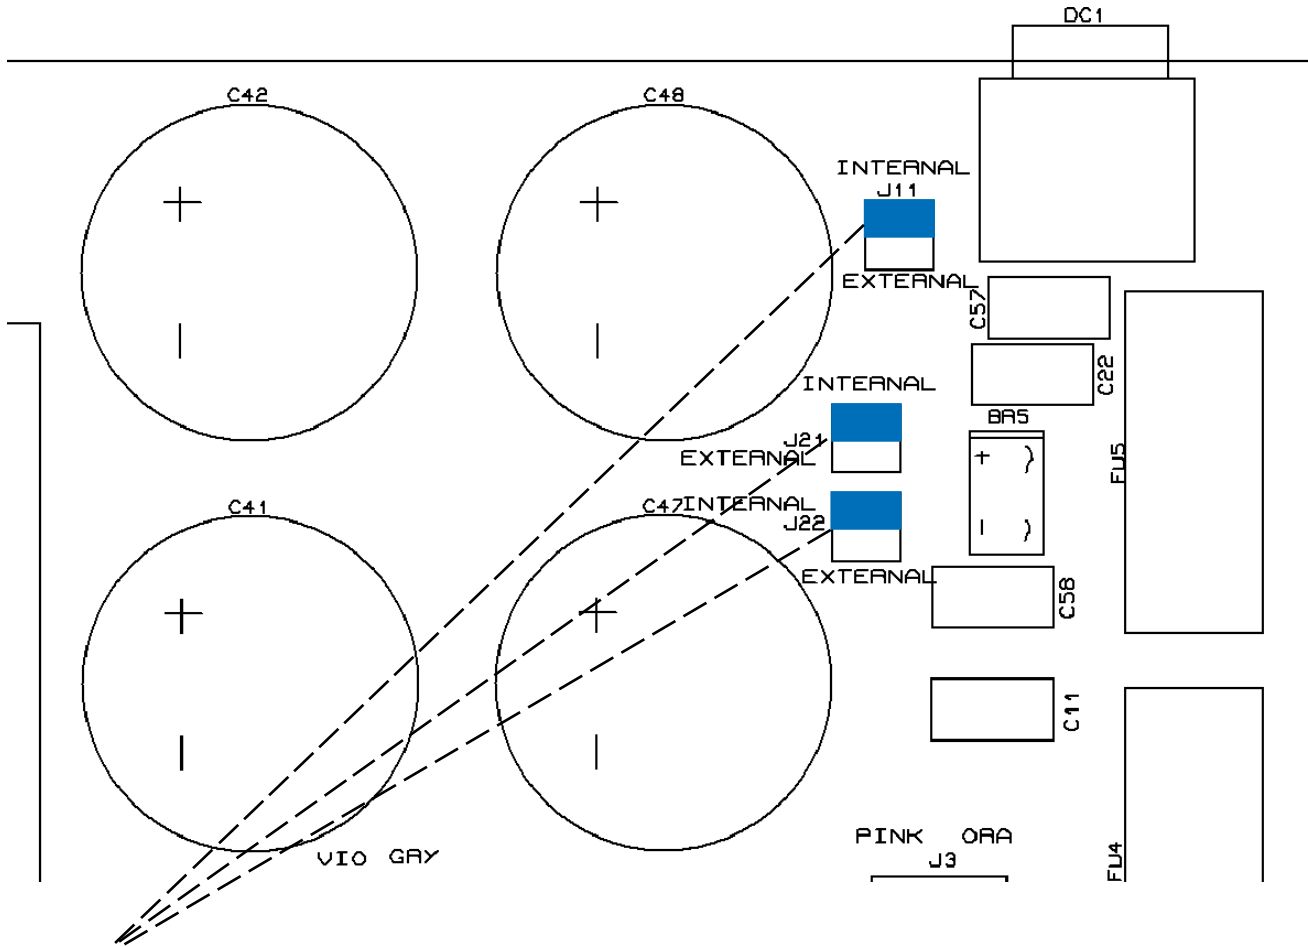 DC1
C42
C48
INTERNAL
J11
EXTERNAL
C57
C22
INTERNAL
BR5
J21
EXTERNAL
FU5
C41
C47
INTERNAL
J22
EXTERNAL
C58
C11
PINK ORA
VIO GRY
J3
FU4